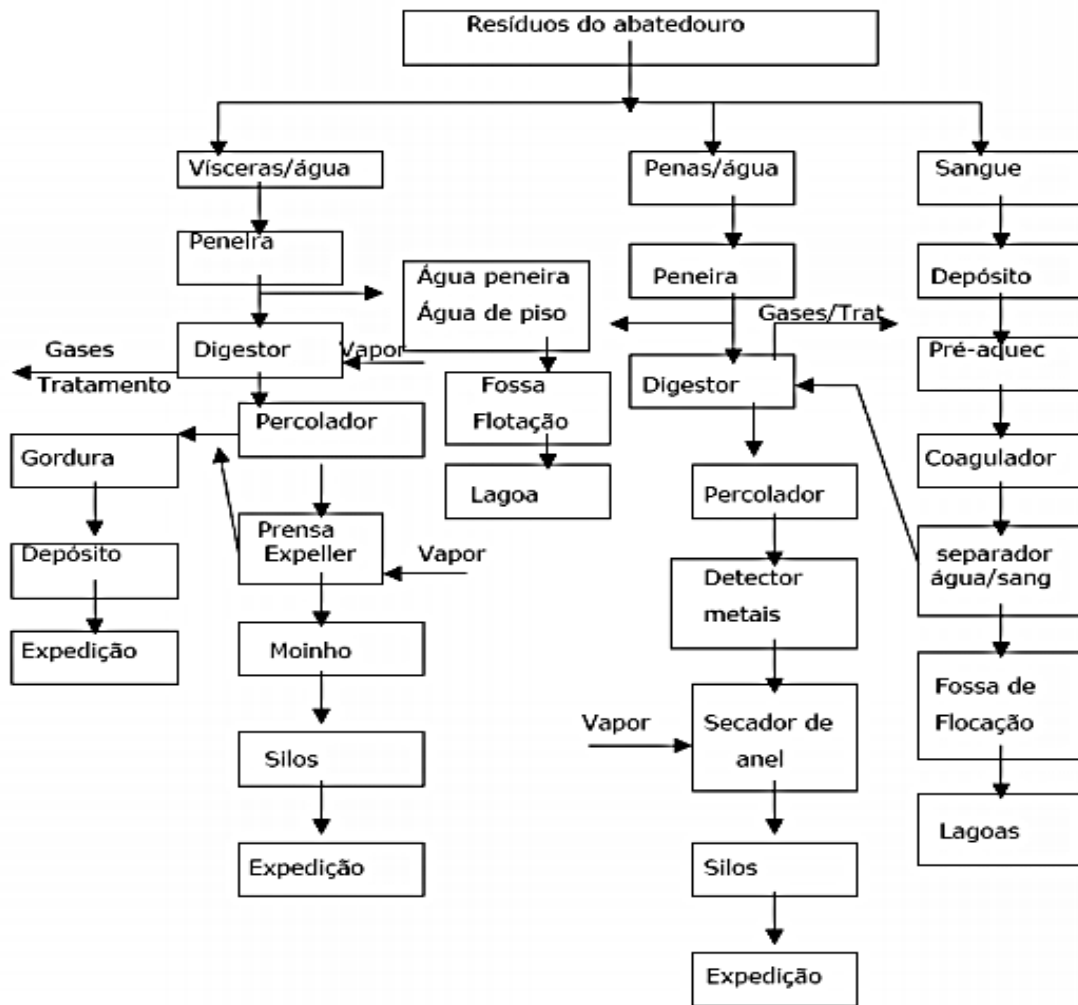 Resíduos do abatedouro
Vísceras/água
Penas/água
Sangue
Peneira
Água peneira
Água de piso
Peneira
Depósito
Gases/Trat
Gases
Tratamento
Digestor
Vapor
Fossa
Flotação
Digestor
Pré-aquec
Percolador
Gordura
Lagoa
Percolador
Coagulador
Prensa
Expeller
Vapor
Depósito
Detector
metais
separador
água/sang
Expedição
Moinho
Fossa de
Flocação
Vapor
Secador de
anel
Silos
Lagoas
Expedição
Silos
Expedição